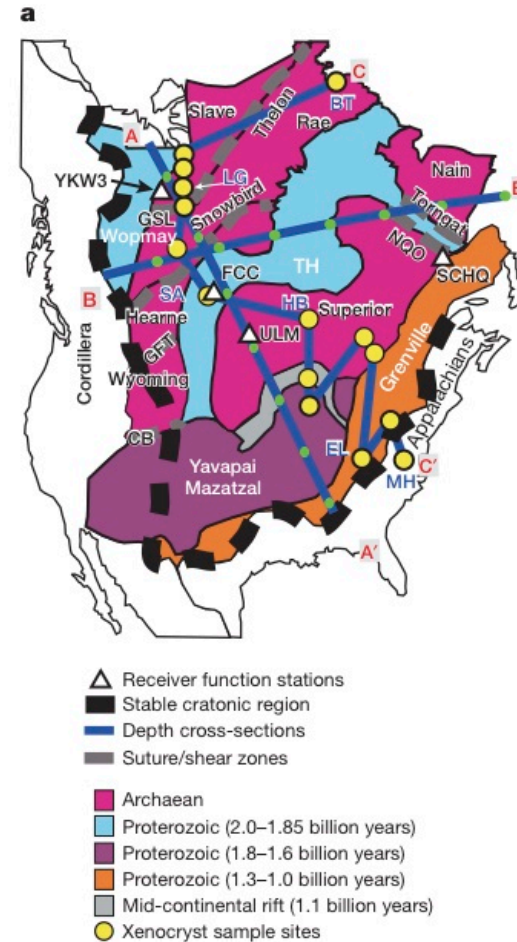 a
C
BT
A
Slave
Thelon
Rae
Nain
YKW3
LG
Snowbird
Torngat
GSL
Wopmay
NQO
SCHQ
FCC
TH
B
SA
HB
Superior
Hearne
ULM
GFT
Grenville
Cordillera
Wyoming
Appalachians
CB
EL
C′
MH
Yavapai
Mazatzal
A′
Receiver function stations
Stable cratonic region
Depth cross-sections
Suture/shear zones
Archaean
Proterozoic (2.0–1.85 billion years)
Proterozoic (1.8–1.6 billion years)
Proterozoic (1.3–1.0 billion years)
Mid-continental rift (1.1 billion years)
Xenocryst sample sites